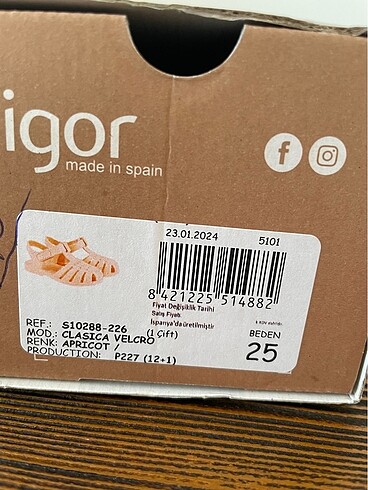 igor
made in spain
23.01.2024 5101
8 421225 514882
Fiyat Değişiklik Tarihi
Satış Fiyatı
İspanya'da üretilmiştir
REF.: S10288-226
MOD.: CLASICA VELCRO (1 Çift)
RENK: APRICOT /
PRODUCTION: P227 (12+1)
BEDEN
25